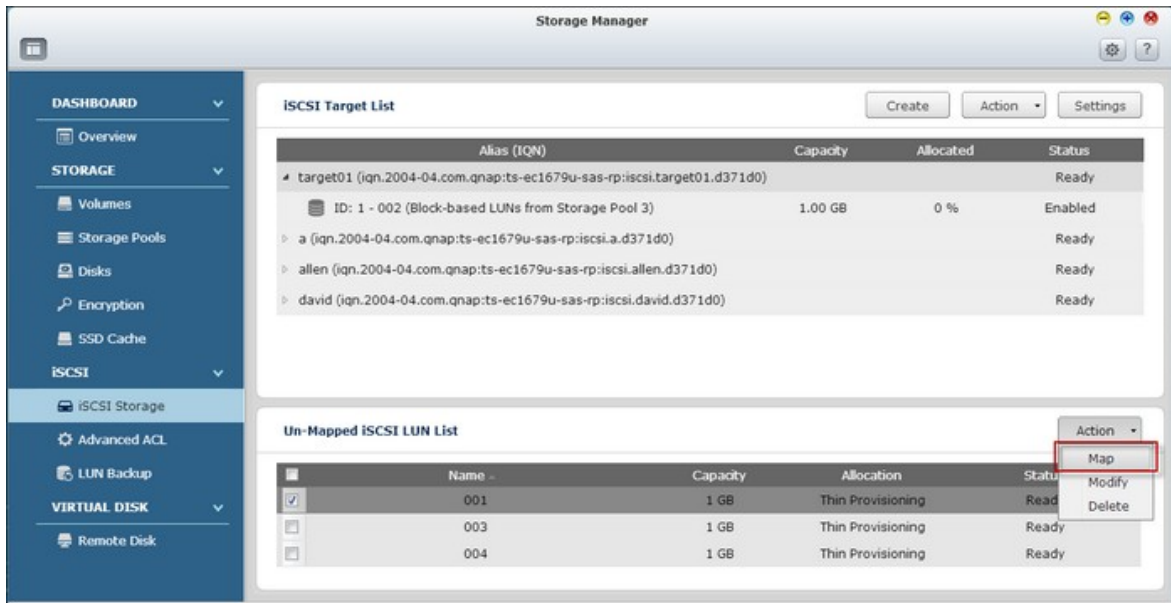 Storage Manager
?
DASHBOARD
Overview
STORAGE
Volumes
Storage Pools
Disks
Encryption
SSD Cache
iSCSI
iSCSI Storage
Advanced ACL
LUN Backup
VIRTUAL DISK
Remote Disk
iSCSI Target List Create Action Settings
Alias (IQN) Capacity Allocated Status
target01 (iqn.2004-04.com.qnap:ts-ec1679u-sas-rp:iscsi.target01.d371d0) Ready
ID: 1 - 002 (Block-based LUNs from Storage Pool 3) 1.00 GB 0 % Enabled
a (iqn.2004-04.com.qnap:ts-ec1679u-sas-rp:iscsi.a.d371d0) Ready
allen (iqn.2004-04.com.qnap:ts-ec1679u-sas-rp:iscsi.allen.d371d0) Ready
david (iqn.2004-04.com.qnap:ts-ec1679u-sas-rp:iscsi.david.d371d0) Ready
Un-Mapped iSCSI LUN List Action
Map
Modify
Delete
Name Capacity Allocation Statu
001 1 GB Thin Provisioning Read
003 1 GB Thin Provisioning Ready
004 1 GB Thin Provisioning Ready